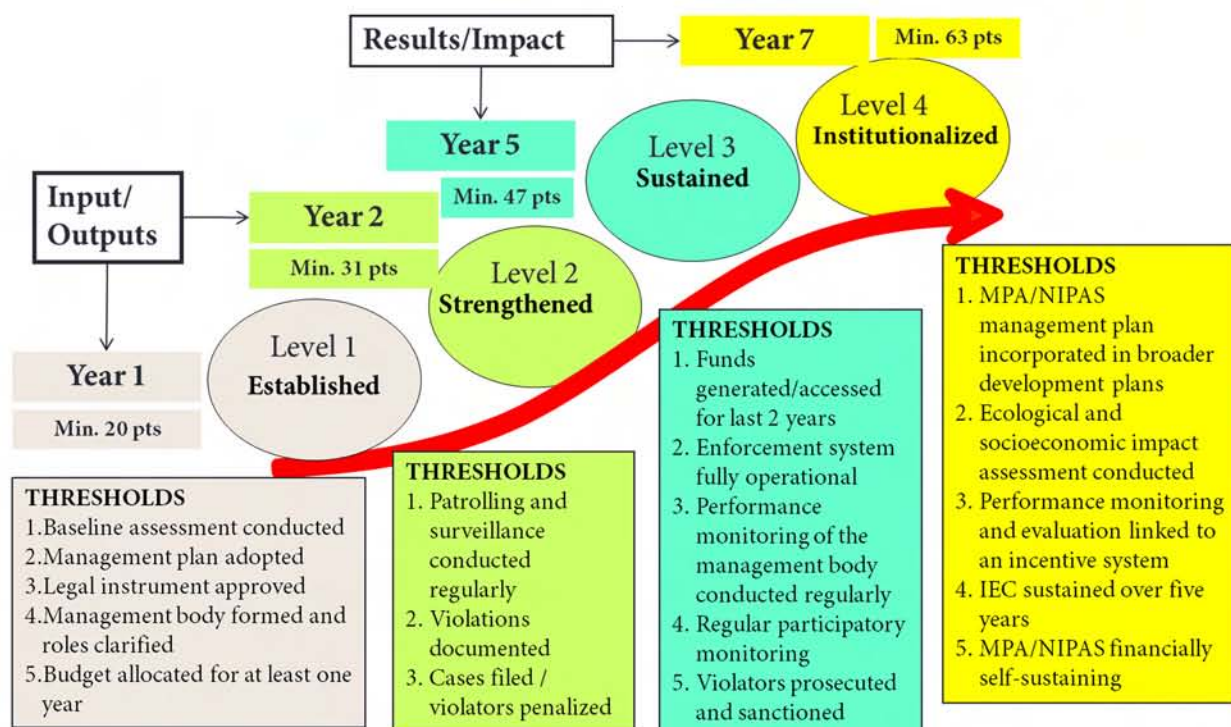 Results/Impact
Year 7
Min. 63 pts
Level 4
Institutionalized
Year 5
Min. 47 pts
Level 3
Sustained
Input/
Outputs
Year 2
Min. 31 pts
Level 2
Strengthened
Year 1
Min. 20 pts
Level 1
Established
THRESHOLDS
1.Baseline assessment conducted
2.Management plan adopted
3.Legal instrument approved
4.Management body formed and
roles clarified
5.Budget allocated for at least one
year
THRESHOLDS
1. Patrolling and
surveillance
conducted
regularly
2. Violations
documented
3. Cases filed /
violators penalized
THRESHOLDS
1. Funds
generated/accessed
for last 2 years
2. Enforcement system
fully operational
3. Performance
monitoring of the
management body
conducted regularly
4. Regular participatory
monitoring
5. Violators prosecuted
and sanctioned
THRESHOLDS
1. MPA/NIPAS
management plan
incorporated in broader
development plans
2. Ecological and
socioeconomic impact
assessment conducted
3. Performance monitoring
and evaluation linked to
an incentive system
4. IEC sustained over five
years
5. MPA/NIPAS financially
self-sustaining